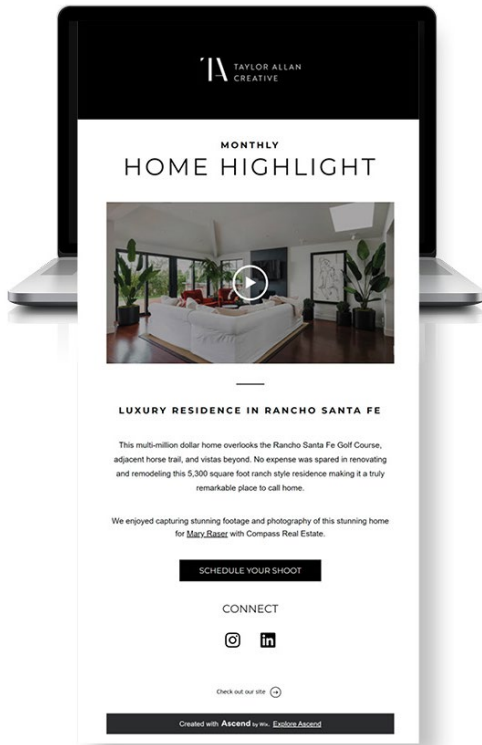 TA TAYLOR ALLAN
CREATIVE
MONTHLY
HOME HIGHLIGHT
LUXURY RESIDENCE IN RANCHO SANTA FE
This multi-million dollar home overlooks the Rancho Santa Fe Golf Course,
adjacent horse trail, and vistas beyond. No expense was spared in renovating
and remodeling this 5,300 square foot ranch style residence making it a truly
remarkable place to call home.
We enjoyed capturing stunning footage and photography of this stunning home
for Mary Raser with Compass Real Estate.
SCHEDULE YOUR SHOOT
CONNECT
in
Check out our site
Created with Ascend by Wix. Explore Ascend